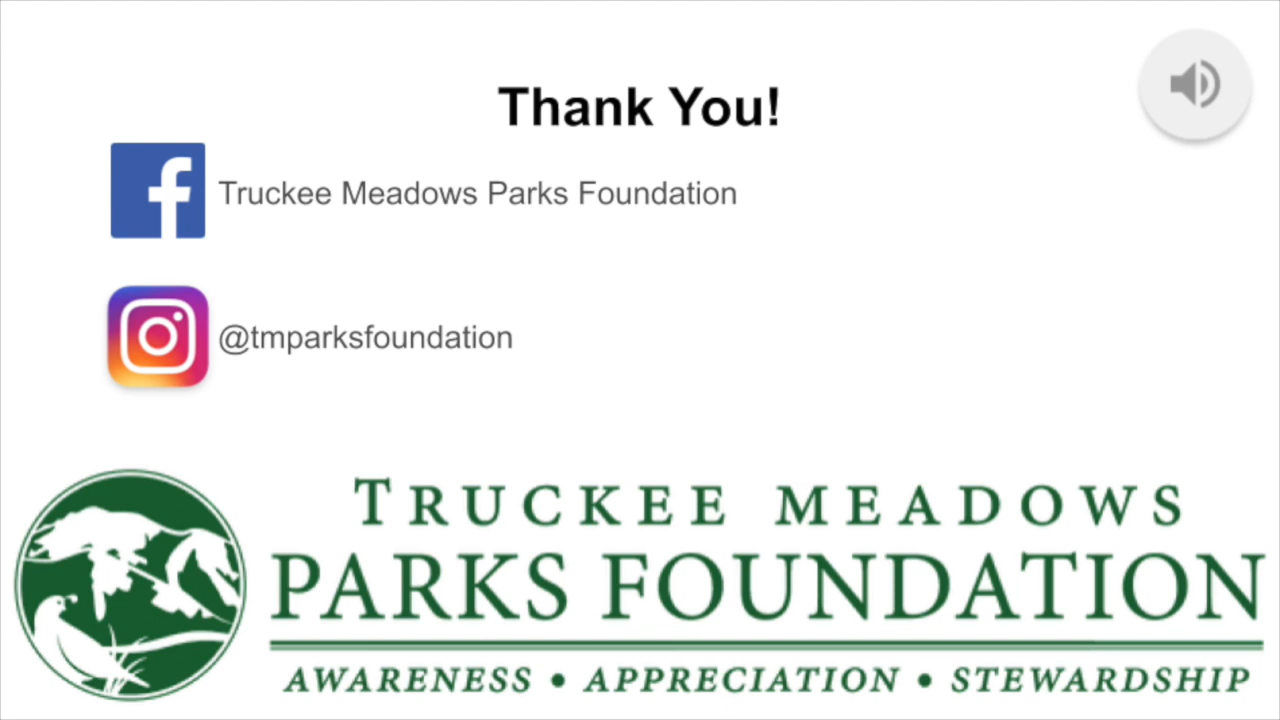 Thank You!
Truckee Meadows Parks Foundation
@tmparksfoundation
TRUCKEE MEADOWS
PARKS FOUNDATION
AWARENESS • APPRECIATION • STEWARDSHIP